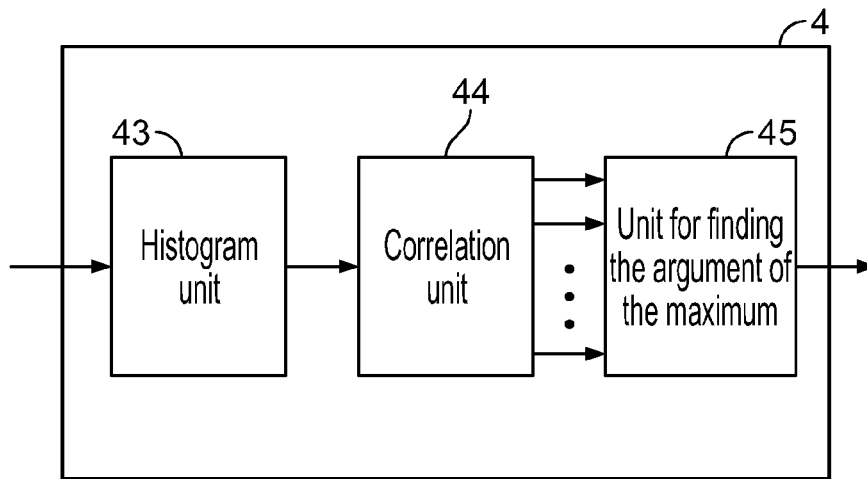 4
43
44
45
Histogram
unit
Correlation
unit
Unit for finding
the argument of
the maximum